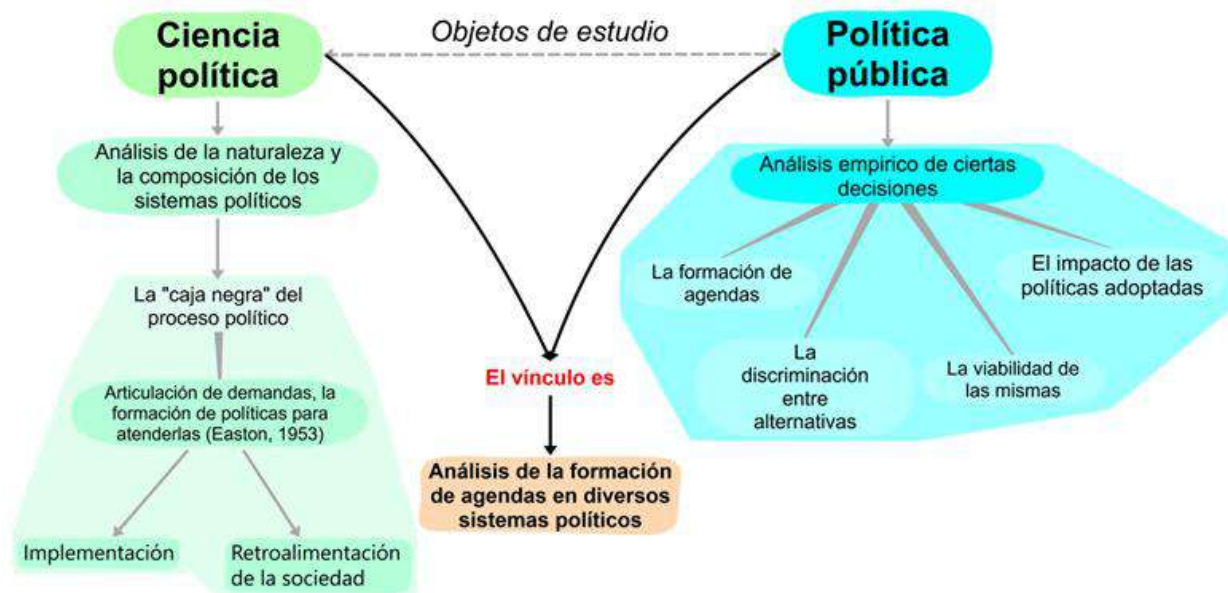 Ciencia
política
Objetos de estudio
Política
pública
Análisis de la naturaleza y
la composición de los
sistemas políticos
La "caja negra" del
proceso político
Articulación de demandas, la
formación de políticas para
atenderlas (Easton, 1953)
Implementación
Retroalimentación
de la sociedad
El vínculo es
Análisis de la formación
de agendas en diversos
sistemas políticos
Análisis empirico de ciertas
decisiones
La formación de
agendas
La
discriminación
entre
alternativas
La viabilidad de
las mismas
El impacto de las
políticas adoptadas